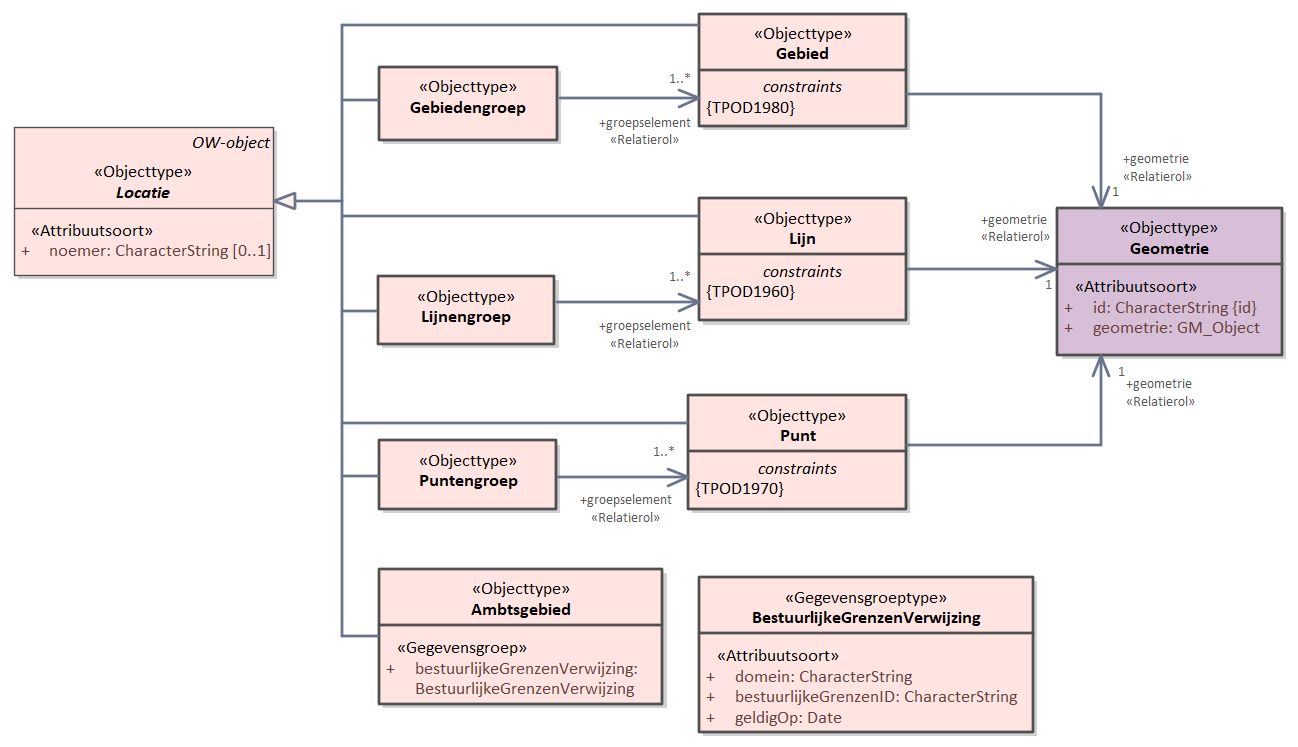 OW-object
«Objecttype»
Locatie
«Attribuutsoort»
+ noemer: CharacterString [0..1]
«Objecttype»
Gebiedengroep
1..*
+groepselement
«Relatierol»
«Objecttype»
Gebied
constraints
{TPOD1980}
+geometrie
«Relatierol»
1
«Objecttype»
Lijnengroep
1..*
+groepselement
«Relatierol»
«Objecttype»
Lijn
constraints
{TPOD1960}
+geometrie
«Relatierol»
1
«Objecttype»
Geometrie
«Attribuutsoort»
+ id: CharacterString {id}
+ geometrie: GM_Object
«Objecttype»
Puntengroep
1..*
+groepselement
«Relatierol»
«Objecttype»
Punt
constraints
{TPOD1970}
1
+geometrie
«Relatierol»
«Objecttype»
Ambtsgebied
«Gegevensgroep»
+ bestuurlijkeGrenzenVerwijzing:
BestuurlijkeGrenzenVerwijzing
«Gegevensgroeptype»
BestuurlijkeGrenzenVerwijzing
«Attribuutsoort»
+ domein: CharacterString
+ bestuurlijkeGrenzenID: CharacterString
+ geldigOp: Date